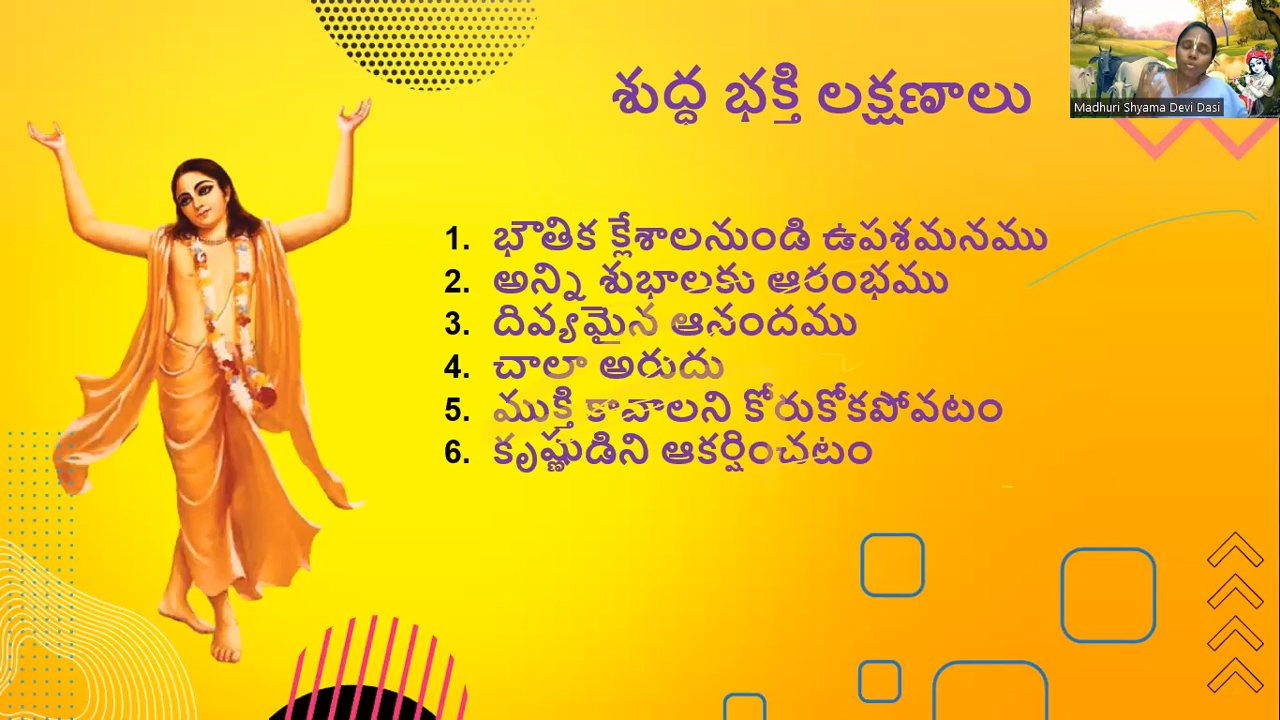 శుద్ధ భక్తి లక్షణాలు
Madhuri Shyama Devi Dasi
1. భౌతిక క్లేశాలనుండి ఉపశమనము
2. అన్ని శుభాలకు ఆరంభము
3. దివ్యమైన ఆనందము
4. చాలా అరుదు
5. ముక్తి కావాలని కోరుకోకపోవటం
6. కృష్ణుడిని ఆకర్షించటం